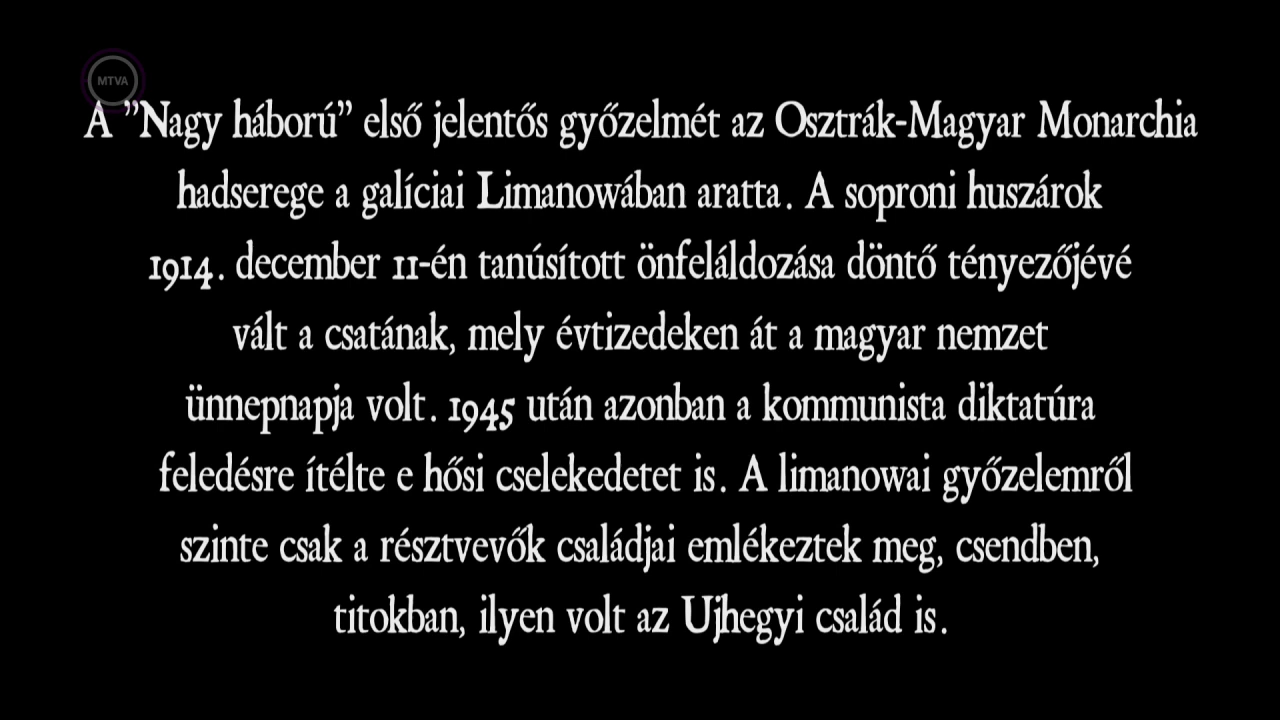 MTVA
A "Nagy háború" első jelentős győzelmét az Osztrák-Magyar Monarchia
hadserege a galíciai Limanowában aratta. A soproni huszárok
1914. december 11-én tanúsított önfeláldozása döntő tényezőjévé
vált a csatának, mely évtizedeken át a magyar nemzet
ünnepnapja volt. 1945 után azonban a kommunista diktatúra
feledésre ítélte e hősi cselekedetet is. A limanowai győzelemről
szinte csak a résztvevők családjai emlékeztek meg, csendben,
titokban, ilyen volt az Ujhegyi család is.